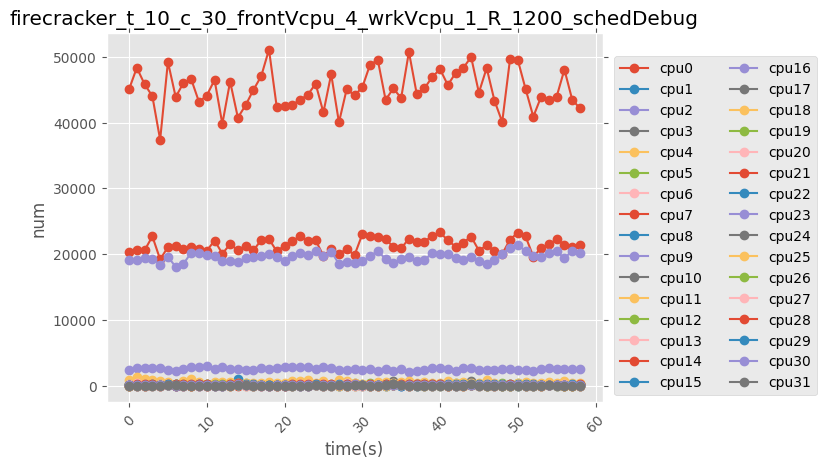 firecracker_t_10_c_30_frontVcpu_4_wrkVcpu_1_R_1200_schedDebug
50000
40000
30000
20000
10000
0
num
0
10
20
30
40
50
60
time(s)
cpu0
cpu1
cpu2
cpu3
cpu4
cpu5
cpu6
cpu7
cpu8
cpu9
cpu10
cpu11
cpu12
cpu13
cpu14
cpu15
cpu16
cpu17
cpu18
cpu19
cpu20
cpu21
cpu22
cpu23
cpu24
cpu25
cpu26
cpu27
cpu28
cpu29
cpu30
cpu31